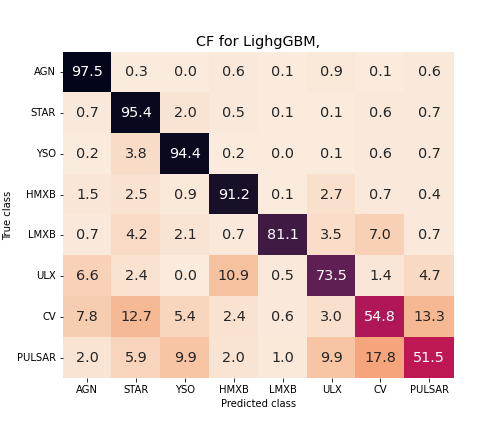 CF for LighgGBM,
True class
AGN 97.5 0.3 0.0 0.6 0.1 0.9 0.1 0.6
STAR 0.7 95.4 2.0 0.5 0.1 0.1 0.6 0.7
YSO 0.2 3.8 94.4 0.2 0.0 0.1 0.6 0.7
HMXB 1.5 2.5 0.9 91.2 0.1 2.7 0.7 0.4
LMXB 0.7 4.2 2.1 0.7 81.1 3.5 7.0 0.7
ULX 6.6 2.4 0.0 10.9 0.5 73.5 1.4 4.7
CV 7.8 12.7 5.4 2.4 0.6 3.0 54.8 13.3
PULSAR 2.0 5.9 9.9 2.0 1.0 9.9 17.8 51.5
AGN STAR YSO HMXB LMXB ULX CV PULSAR
Predicted class